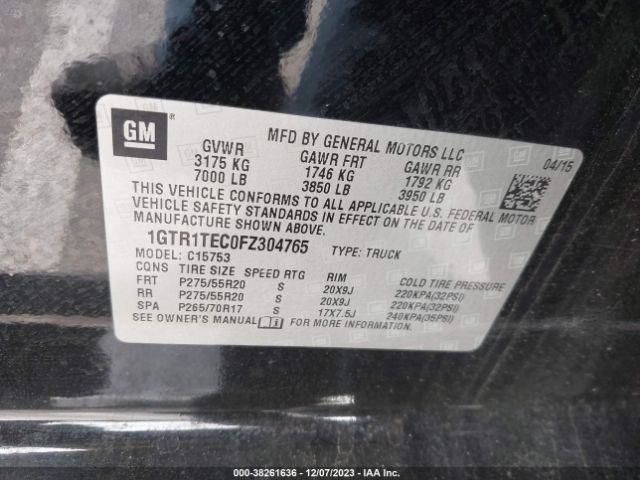 GM ®
MFD BY GENERAL MOTORS LLC
04/15
GVWR GAWR FRT GAWR RR
3175 KG 1746 KG 1792 KG
7000 LB 3850 LB 3950 LB
THIS VEHICLE CONFORMS TO ALL APPLICABLE U.S. FEDERAL MOTOR
VEHICLE SAFETY STANDARDS IN EFFECT ON THE DATE OF
MANUFACTURE SHOWN ABOVE.
1GTR1TEC0FZ304765 TYPE: TRUCK
MODEL: C15753
CQNS TIRE SIZE SPEED RTG RIM COLD TIRE PRESSURE
FRT P275/55R20 S 20X9J 220KPA(32PSI)
RR P275/55R20 S 20X9J 220KPA(32PSI)
SPA P265/70R17 S 17X7.5J 240KPA(35PSI)
SEE OWNER'S MANUAL FOR MORE INFORMATION.
000-38261636 - 12/07/2023 - IAA Inc.